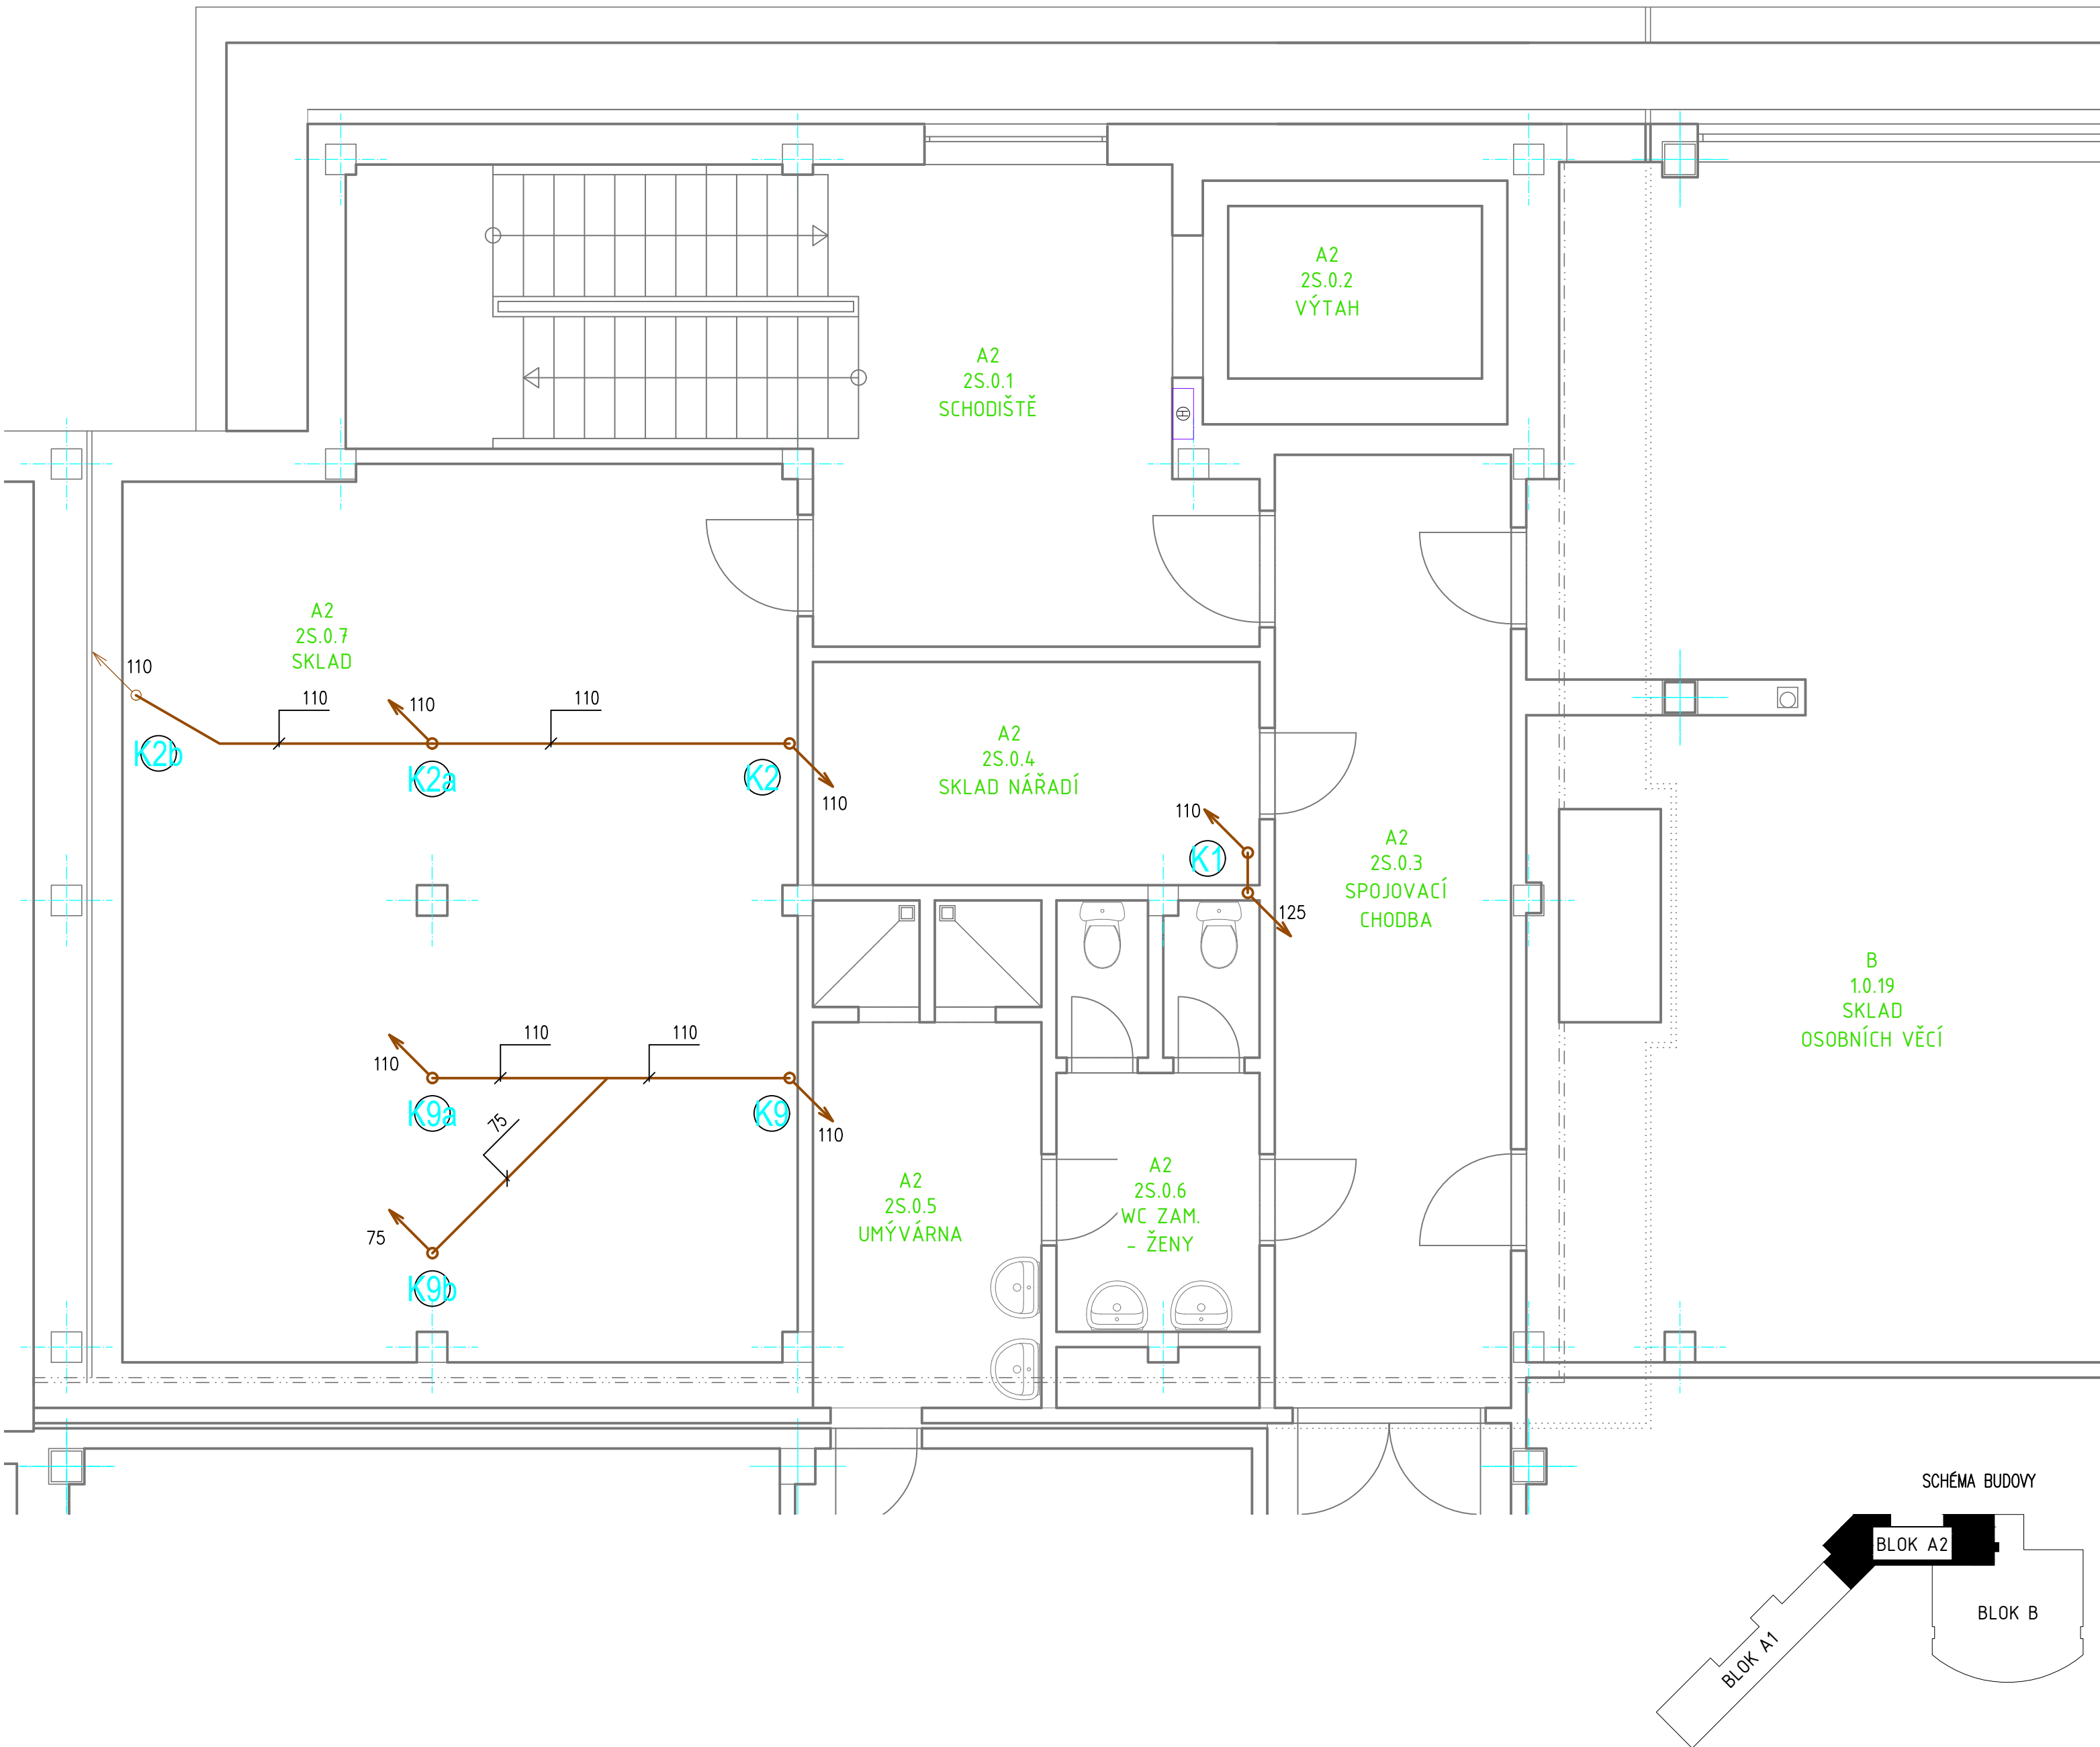 A2
2S.0.2
VÝTAH
A2
2S.0.1
SCHODIŠTĚ
H
A2
2S.0.7
SKLAD
110
110
110
110
K2b
K2a
K2
110
A2
2S.0.4
SKLAD NÁŘADÍ
110
K1
125
A2
2S.0.3
SPOJOVACÍ
CHODBA
B
1.0.19
SKLAD
OSOBNÍCH VĚCÍ
110
110
110
K9a
K9
110
75
75
K9b
A2
2S.0.5
UMÝVÁRNA
A2
2S.0.6
WC ZAM.
- ŽENY
SCHÉMA BUDOVY
BLOK A2
BLOK B
BLOK A1